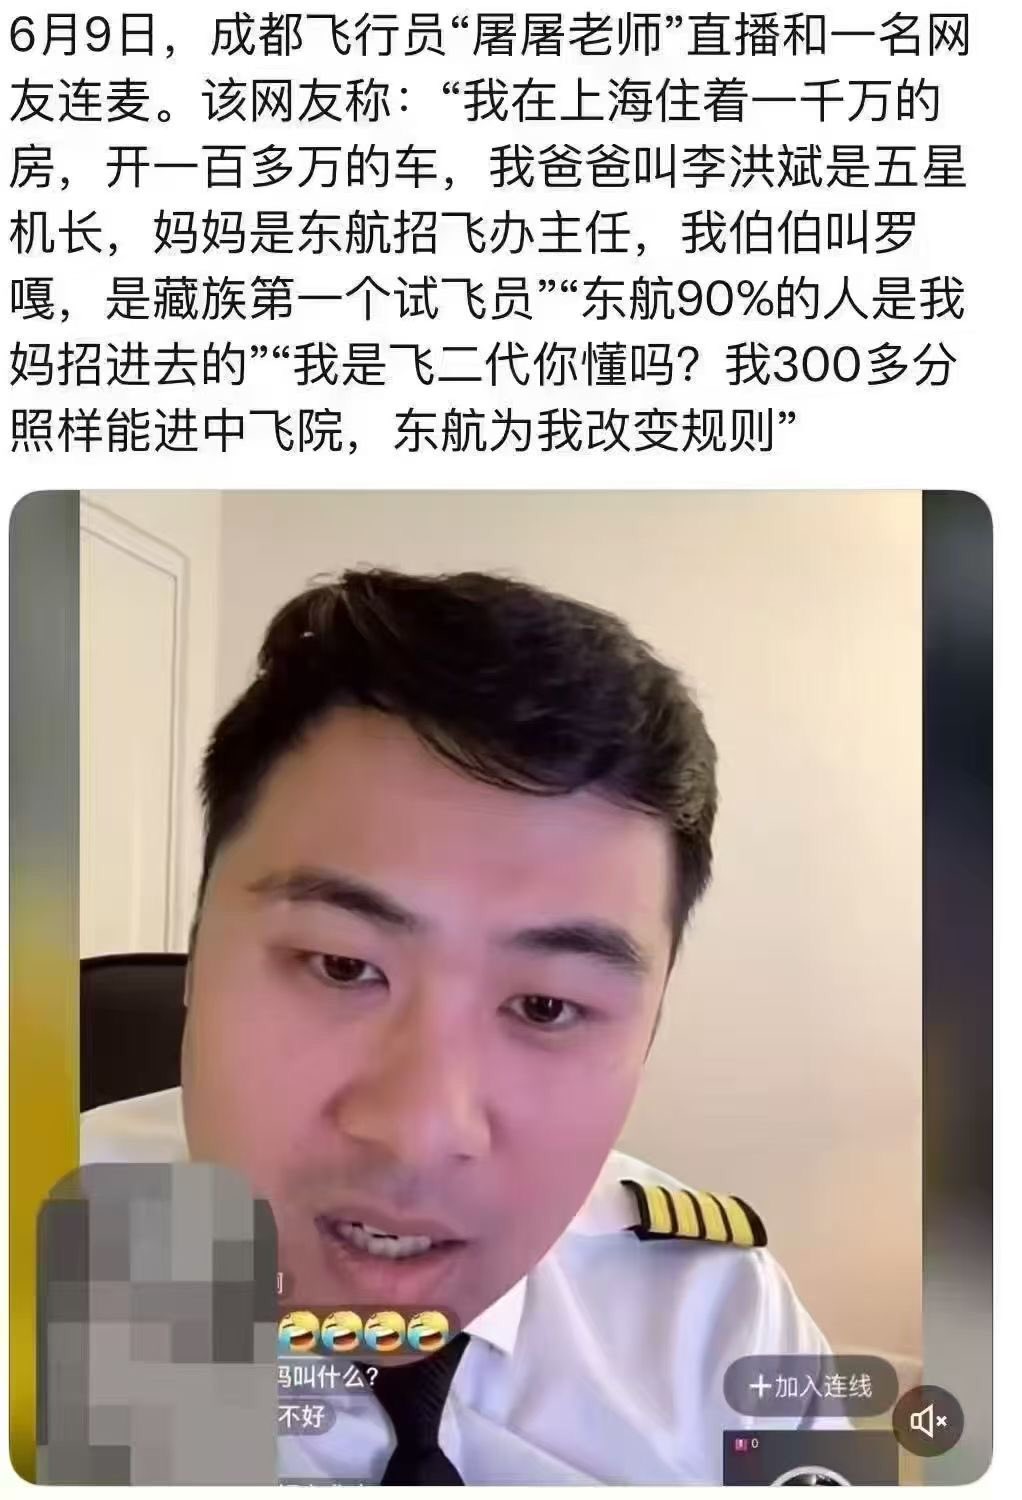 6月9日，成都飞行员“屠屠老师”直播和一名网
友连麦。该网友称：“我在上海住着一千万的
房，开一百多万的车，我爸爸叫李洪斌是五星
机长，妈妈是东航招飞办主任，我伯伯叫罗
嘎，是藏族第一个试飞员”“东航90%的人是我
妈招进去的”“我是飞二代你懂吗？我300多分
照样能进中飞院，东航为我改变规则”
妈叫什么?
不好
+加入连线
0